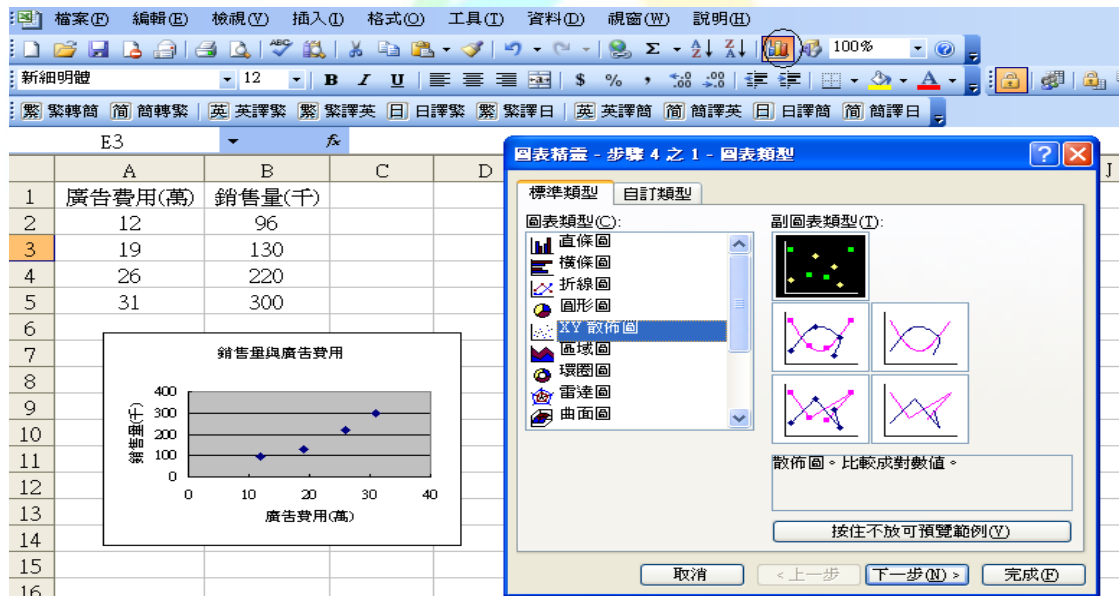 檔案(F) 編輯(E) 檢視(V) 插入(I) 格式(O) 工具(T) 資料(D) 視窗(W) 說明(H)
100%
新細明體 12 B I U $ % ,
繁 繁轉簡 简 簡轉繁 英 英譯繁 繁 繁譯英 日 日譯繁 繁 繁譯日 英 英譯簡 简 簡譯英 日 日譯簡 简 簡譯日
E3 fx
A B C D J
1 廣告費用(萬) 銷售量(千)
2 12 96
3 19 130
4 26 220
5 31 300
6
7
8
9
10
11
12
13
14
15
16
銷售量與廣告費用
銷售量(千)
400
300
200
100
0
0 10 20 30 40
廣告費用(萬)
圖表精靈 - 步驟 4 之 1 - 圖表類型
標準類型 自訂類型
圖表類型(C):
直條圖
橫條圖
折線圖
圓形圖
XY 散佈圖
區域圖
環圈圖
雷達圖
曲面圖
副圖表類型(T):
散佈圖。比較成對數值。
按住不放可預覽範例(V)
取消 <上一步 下一步(N) > 完成(F)